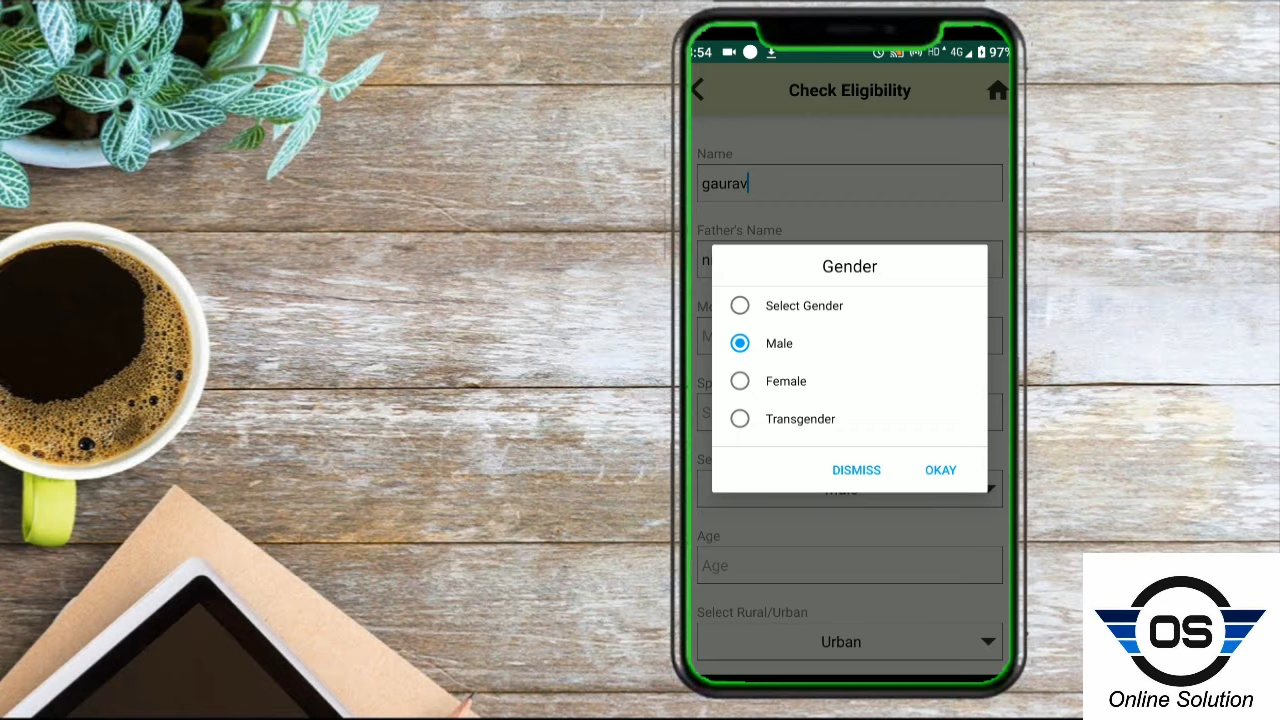 :54 HD 4G 97%
Check Eligibility
Name
gaurav
Father's Name
Gender
Select Gender
Male
Female
Transgender
DISMISS OKAY
Age
Age
Select Rural/Urban
Urban
OS
Online Solution